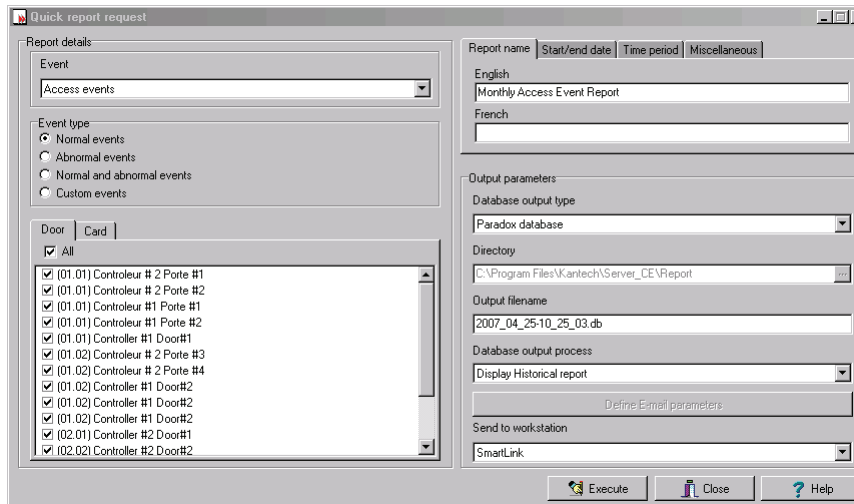 Quick report request
Report details
Event
Access events
Event type
Normal events
Abnormal events
Normal and abnormal events
Custom events
Door
Card
All
(01.01) Controleur # 2 Porte #1
(01.01) Controleur # 2 Porte #2
(01.01) Controleur #1 Porte #1
(01.01) Controleur #1 Porte #2
(01.01) Controller #1 Door#1
(01.02) Controleur # 2 Porte #3
(01.02) Controleur # 2 Porte #4
(01.02) Controller #1 Door#2
(01.02) Controller #1 Door#2
(01.02) Controller #1 Door#2
(02.01) Controller #2 Door#1
(02.02) Controller #2 Door#2
Report name
Start/end date
Time period
Miscellaneous
English
Monthly Access Event Report
French
Output parameters
Database output type
Paradox database
Directory
C:\Program Files\Kantech\Server_CE\Report
...
Output filename
2007_04_25-10_25_03.db
Database output process
Display Historical report
Define E-mail parameters
Send to workstation
SmartLink
Execute
Close
? Help